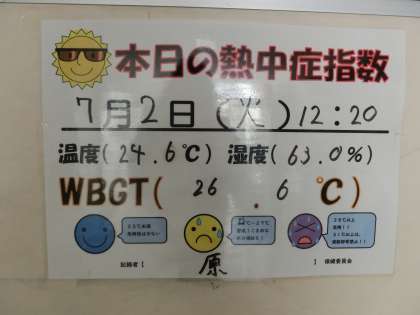 本日の熱中症指数
7月2日(火)12:20
温度(24.6℃) 湿度(63.0%)
WBGT(26.6℃)
記録者【 原 】 保健委員会